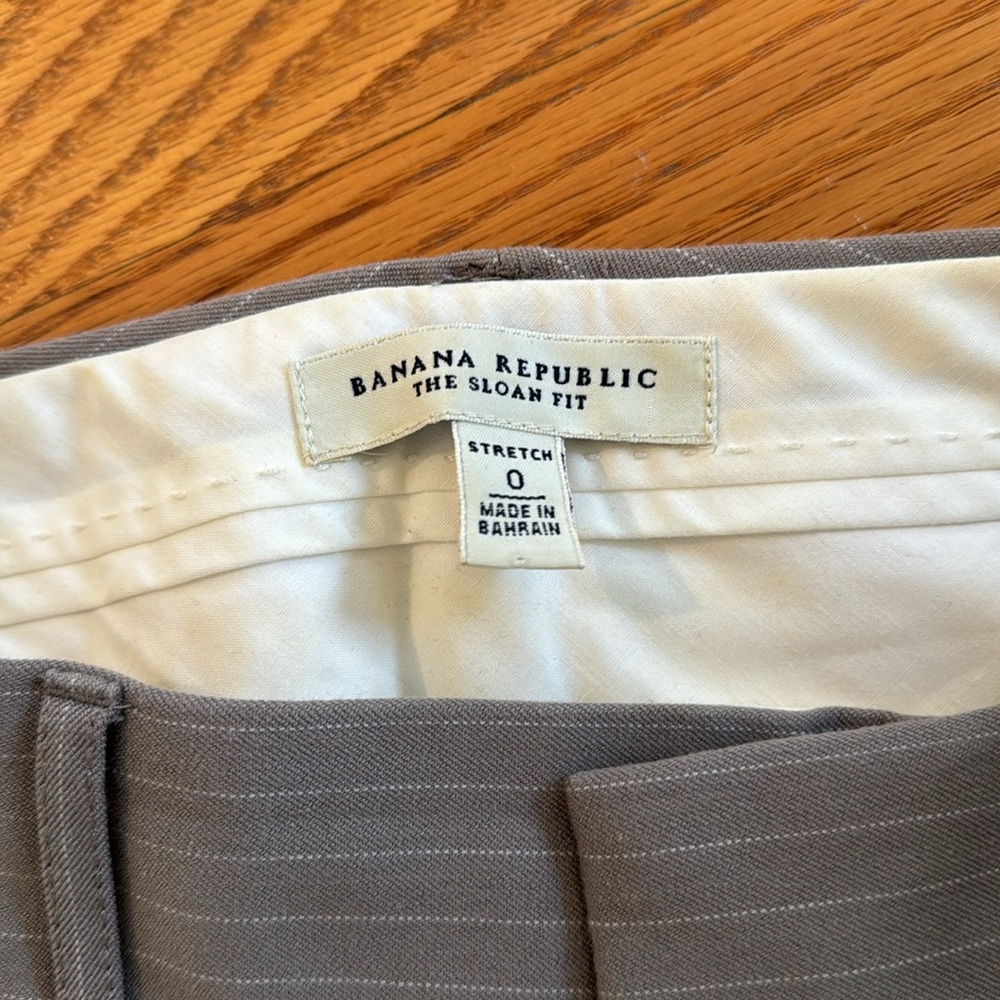 BANANA REPUBLIC
THE SLOAN FIT
STRETCH
0
MADE IN
BAHRAIN